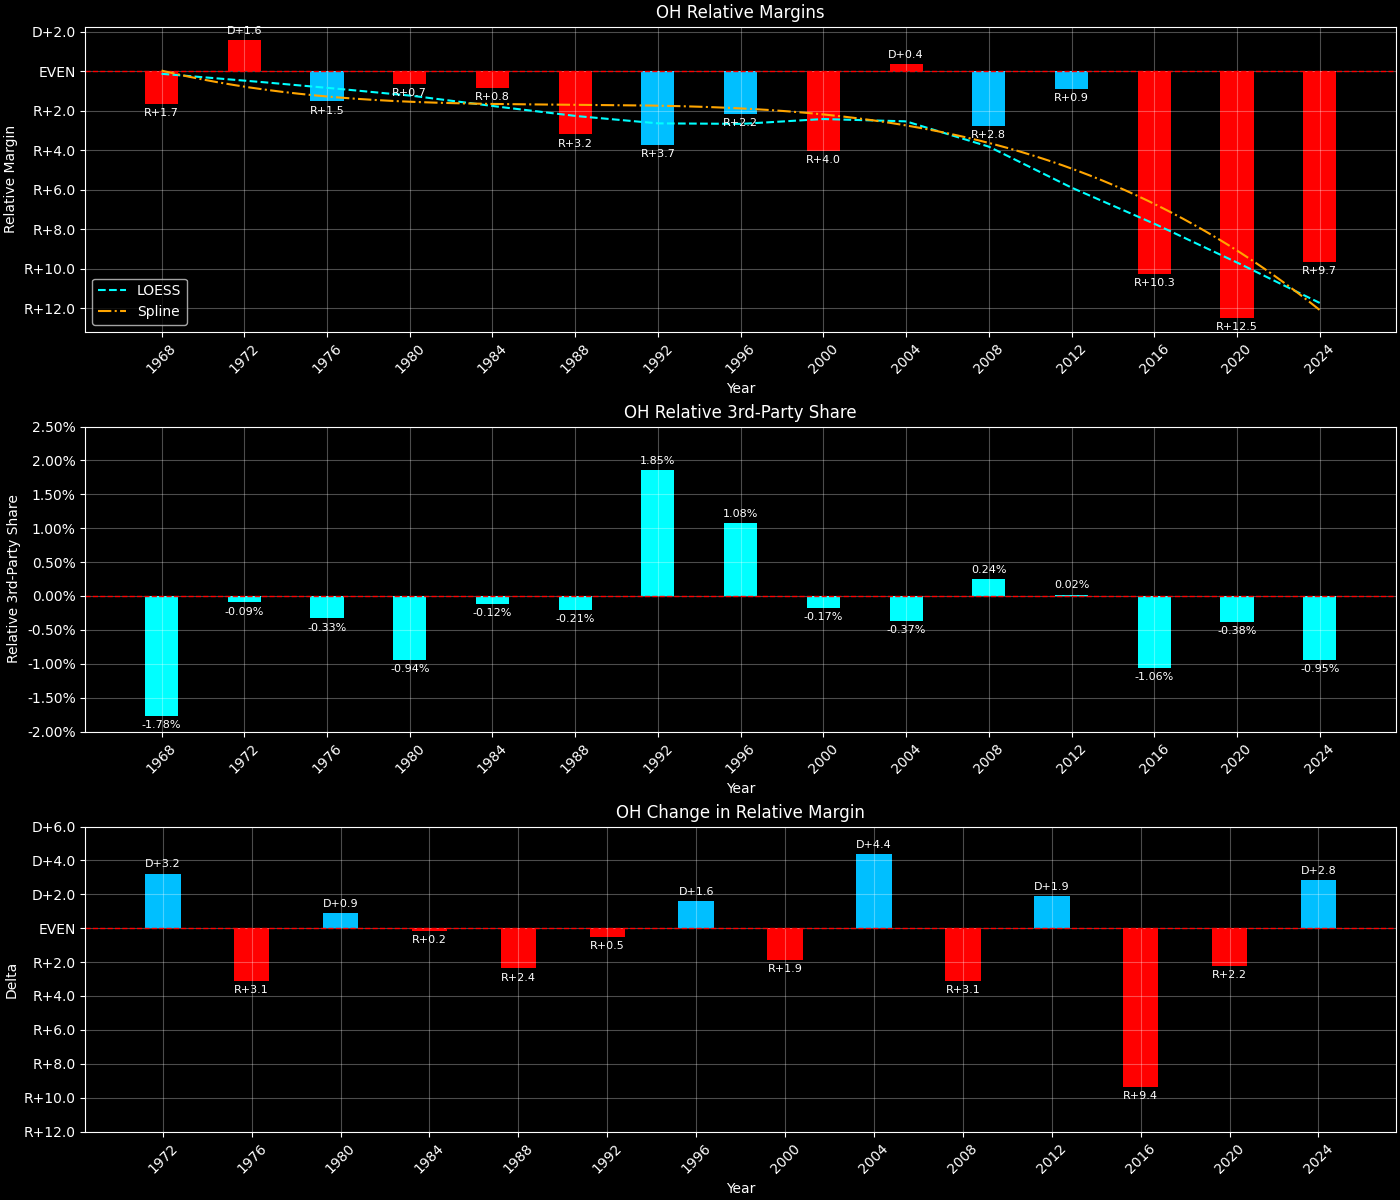 OH Relative Margins
Relative Margin
D+2.0
EVEN
R+2.0
R+4.0
R+6.0
R+8.0
R+10.0
R+12.0
R+1.7
D+1.6
R+1.5
R+0.7
R+0.8
R+3.2
R+3.7
R+2.2
R+4.0
D+0.4
R+2.8
R+0.9
R+10.3
R+12.5
R+9.7
LOESS
Spline
1968
1972
1976
1980
1984
1988
1992
1996
2000
2004
2008
2012
2016
2020
2024
Year
OH Relative 3rd-Party Share
Relative 3rd-Party Share
2.50%
2.00%
1.50%
1.00%
0.50%
0.00%
-0.50%
-1.00%
-1.50%
-2.00%
-1.78%
-0.09%
-0.33%
-0.94%
-0.12%
-0.21%
1.85%
1.08%
-0.17%
-0.37%
0.24%
0.02%
-1.06%
-0.38%
-0.95%
1968
1972
1976
1980
1984
1988
1992
1996
2000
2004
2008
2012
2016
2020
2024
Year
OH Change in Relative Margin
Delta
D+6.0
D+4.0
D+2.0
EVEN
R+2.0
R+4.0
R+6.0
R+8.0
R+10.0
R+12.0
D+3.2
R+3.1
D+0.9
R+0.2
R+2.4
R+0.5
D+1.6
R+1.9
D+4.4
R+3.1
D+1.9
R+9.4
R+2.2
D+2.8
1972
1976
1980
1984
1988
1992
1996
2000
2004
2008
2012
2016
2020
2024
Year